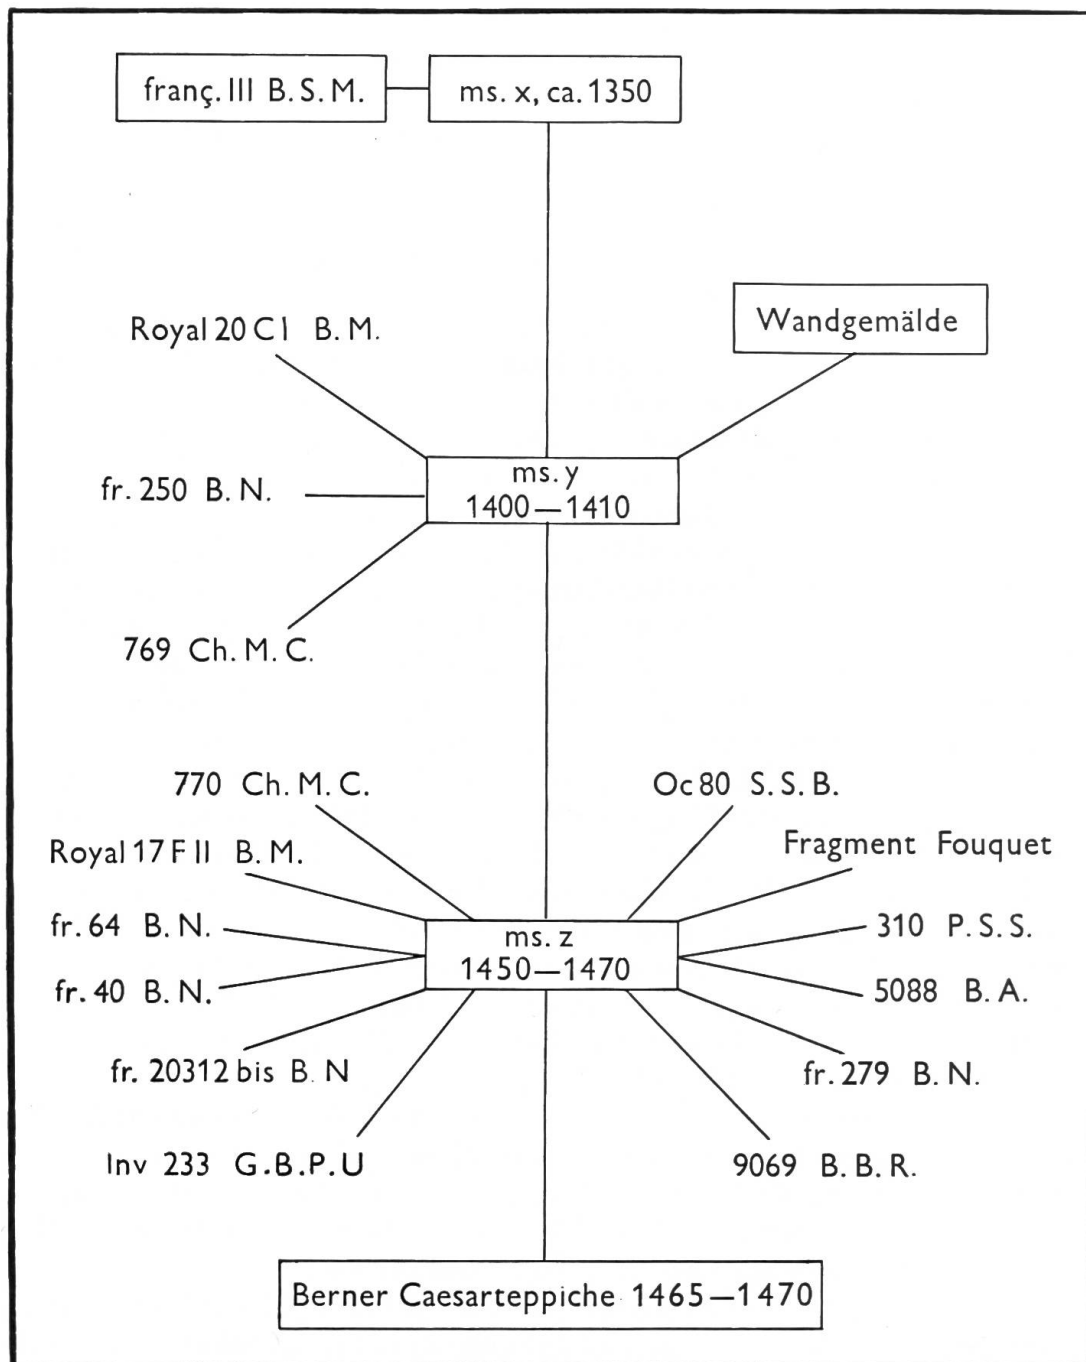 franç. III B. S. M.
ms. x, ca. 1350
Royal 20 C I B. M.
Wandgemälde
fr. 250 B. N.
ms. y
1400—1410
769 Ch. M. C.
770 Ch. M. C.
Oc 80 S. S. B.
Royal 17 F II B. M.
Fragment Fouquet
fr. 64 B. N.
310 P. S. S.
ms. z
1450—1470
fr. 40 B. N.
5088 B. A.
fr. 20312 bis B. N
fr. 279 B. N.
Inv 233 G.B.P.U
9069 B. B. R.
Berner Caesarteppiche 1465—1470